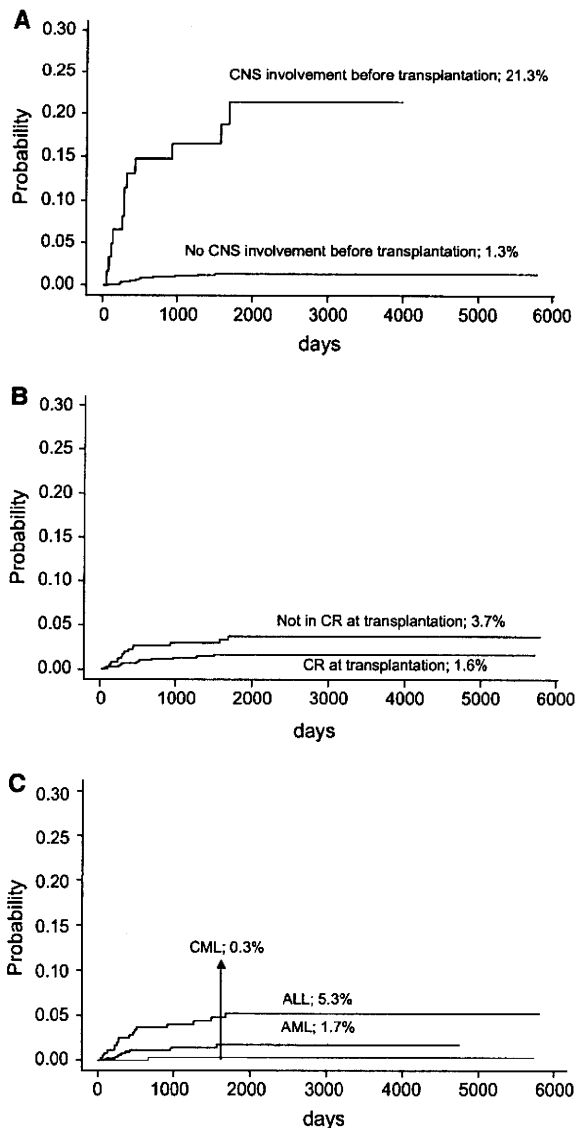 A
0.30
0.25
0.20
0.15
0.10
0.05
0.00
Probability
CNS involvement before transplantation; 21.3%
No CNS involvement before transplantation; 1.3%
0 1000 2000 3000 4000 5000 6000
days
B
0.30
0.25
0.20
0.15
0.10
0.05
0.00
Probability
Not in CR at transplantation; 3.7%
CR at transplantation; 1.6%
0 1000 2000 3000 4000 5000 6000
days
C
0.30
0.25
0.20
0.15
0.10
0.05
0.00
Probability
CML; 0.3%
ALL; 5.3%
AML; 1.7%
0 1000 2000 3000 4000 5000 6000
days